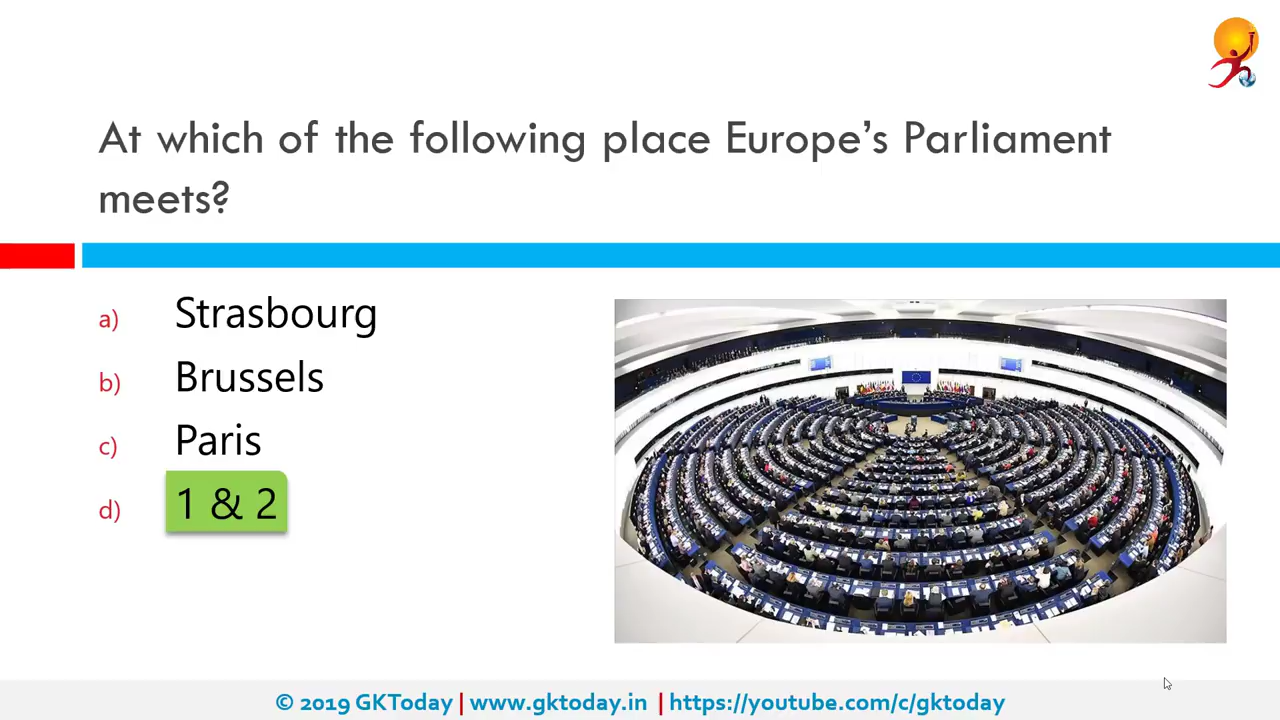 At which of the following place Europe’s Parliament
meets?
a) Strasbourg
b) Brussels
c) Paris
d) 1 & 2
© 2019 GKToday | www.gktoday.in | https://youtube.com/c/gktoday